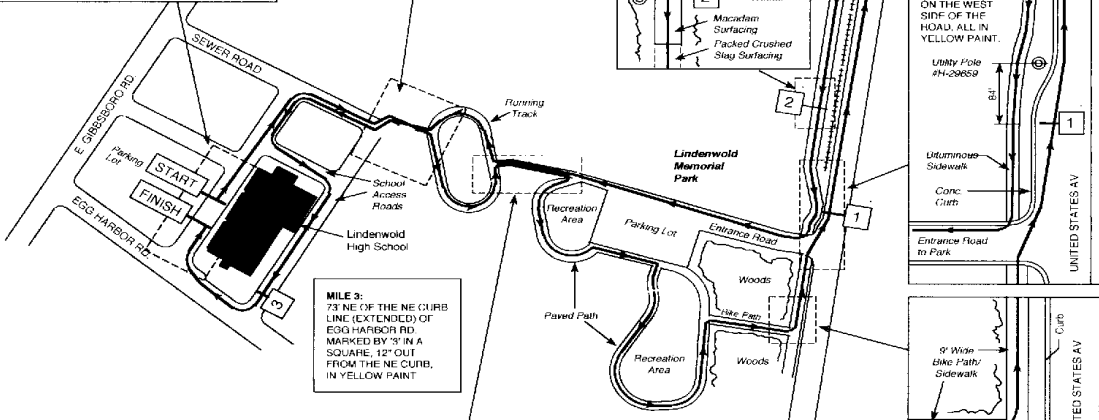 SEWER ROAD
E. GIBBSBORO RD
Parking
Lot
START
FINISH
EGG HARBOR RD.
School
Access
Roads
Lindenwold
High School
3
MILE 3:
73' NE OF THE NE CURB
LINE (EXTENDED) OF
EGG HARBOR RD.
MARKED BY '3' IN A
SQUARE, 12" OUT
FROM THE NE CURB,
IN YELLOW PAINT
Running
Track
Recreation
Area
Parking Lot
Entrance Road
Lindenwold
Memorial
Park
Woods
Bike Path
Woods
Paved Path
Recreation
Area
2
Macadam
Surfacing
Packed Crushed
Slag Surfacing
2
1
ON THE WEST
SIDE OF THE
ROAD, ALL IN
YELLOW PAINT.
Utility Pole
#H-29659
84'
1
Bituminous
Sidewalk
Conc.
Curb
Entrance Road
to Park
UNITED STATES AV
Curb
9' Wide
Bike Path/
Sidewalk
TED STATES AV